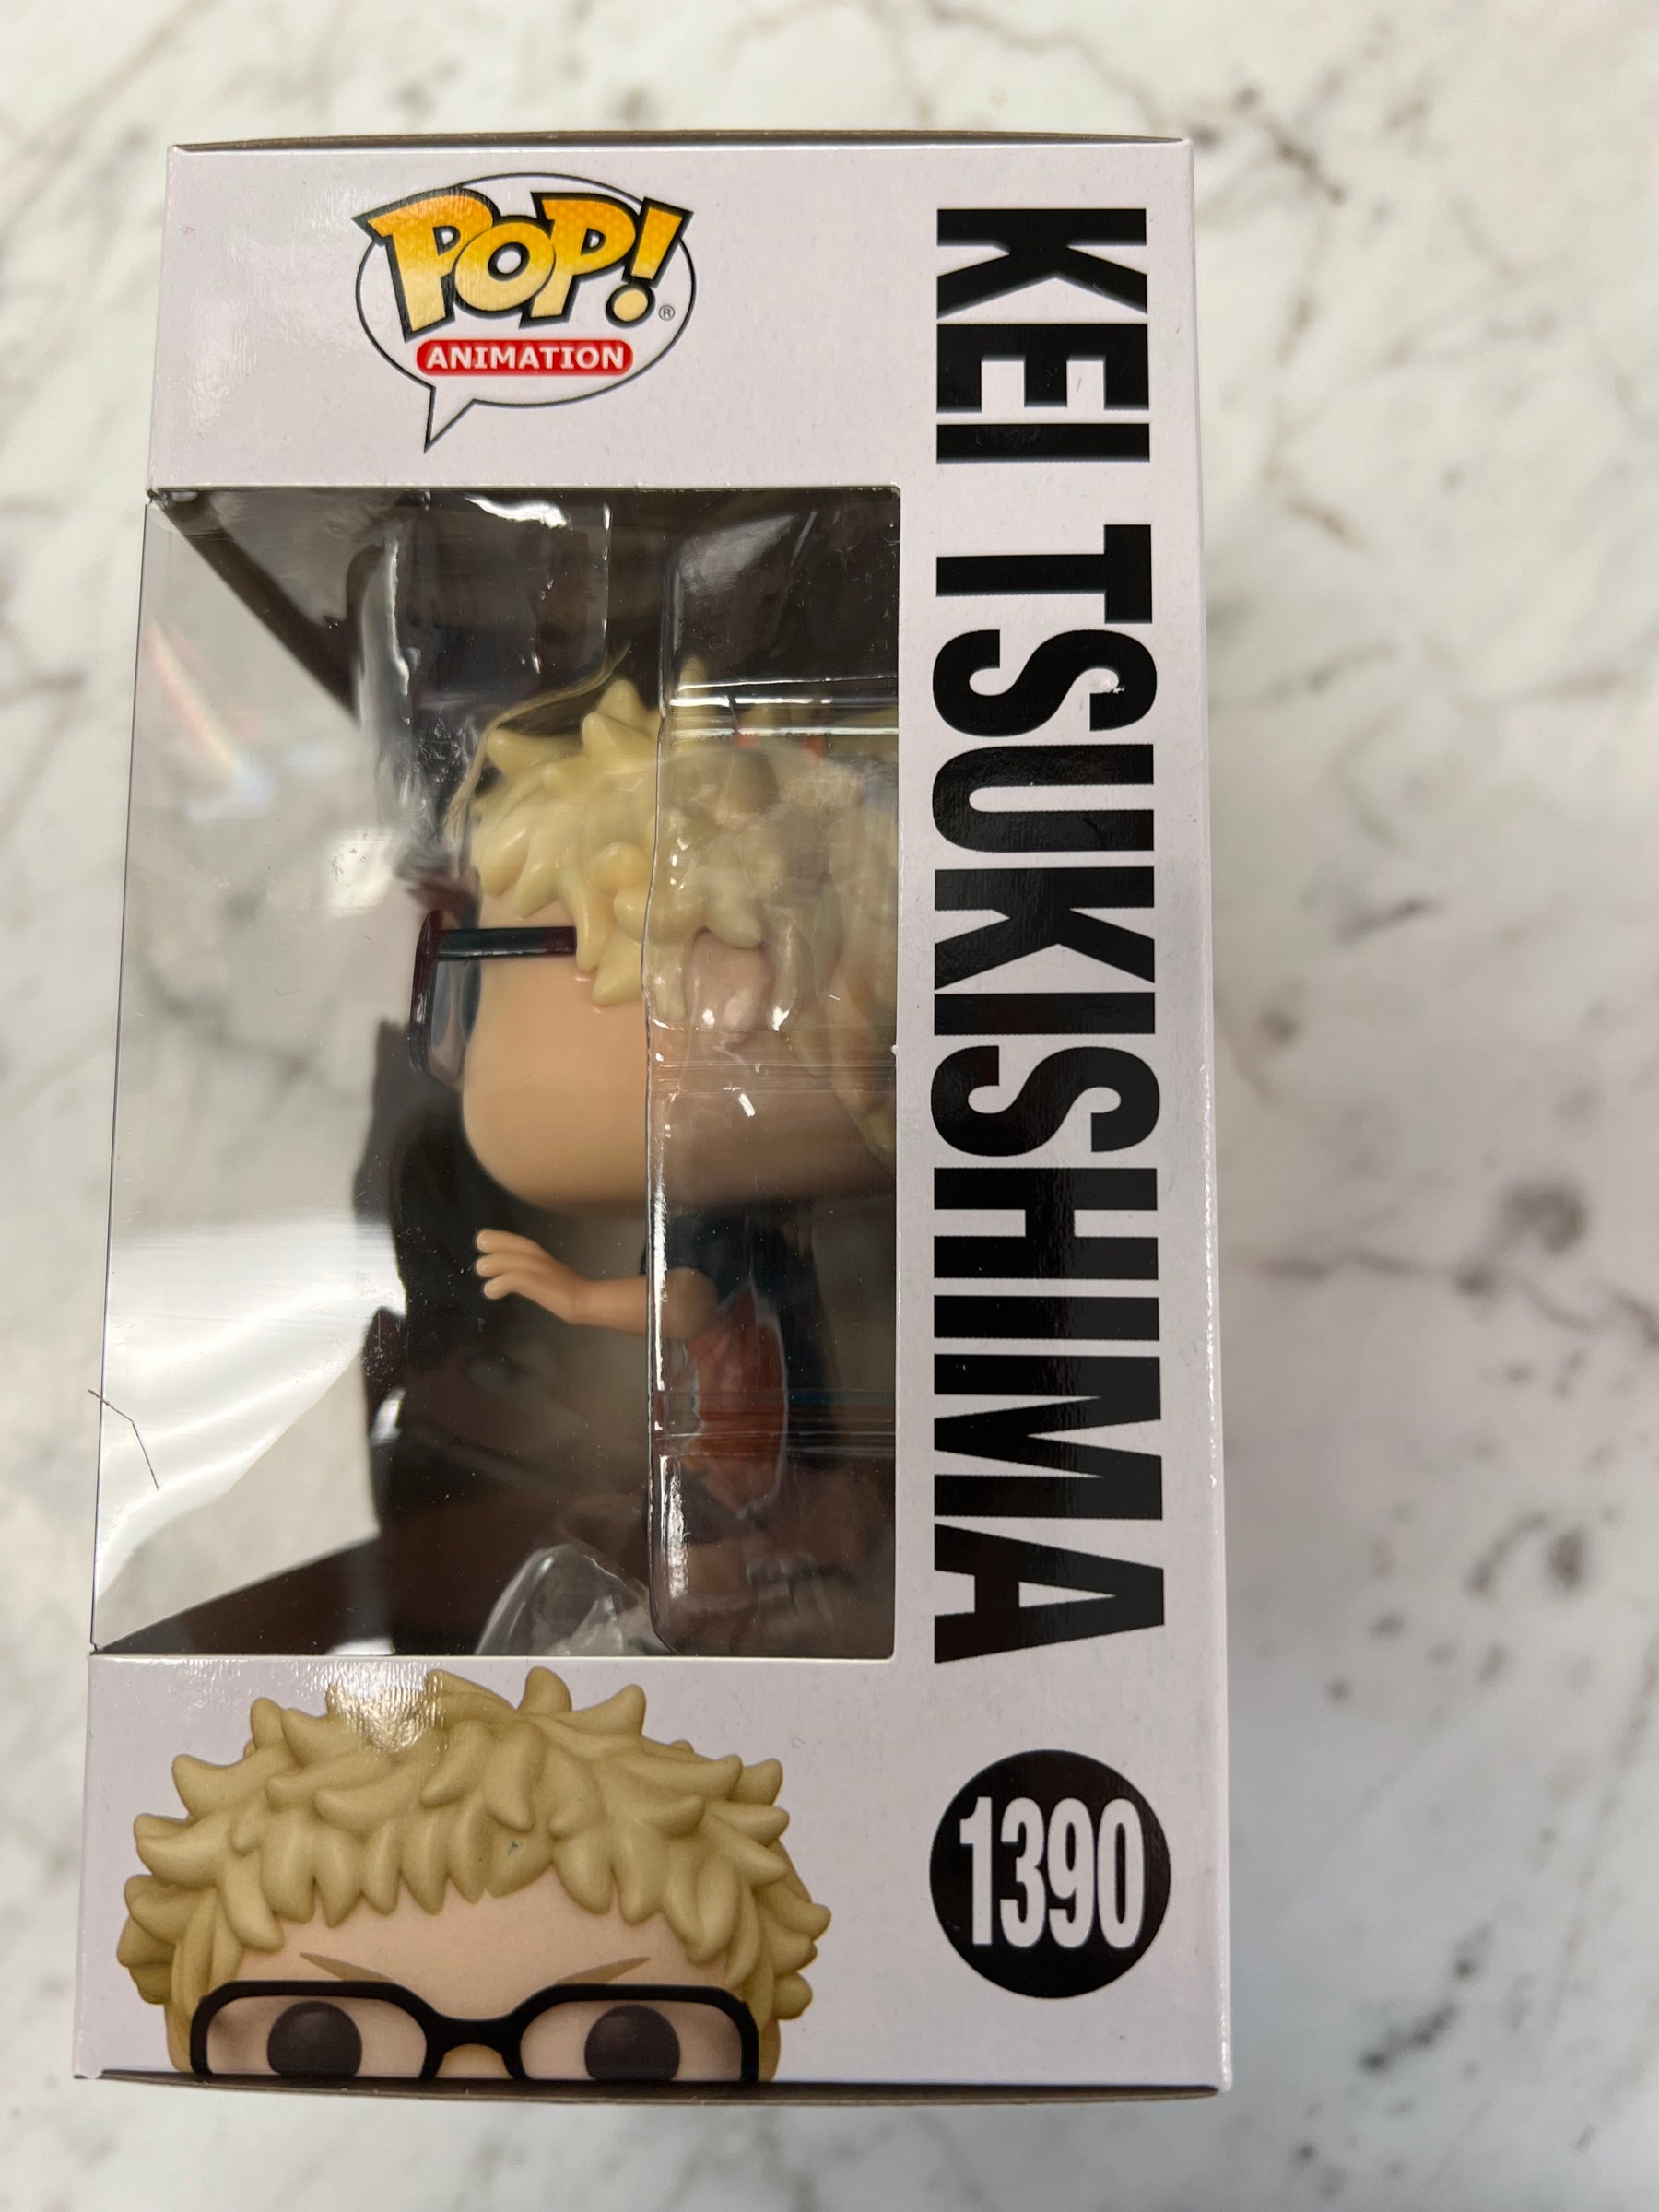 POP! ®
ANIMATION
KEI TSUKISHIMA
1390